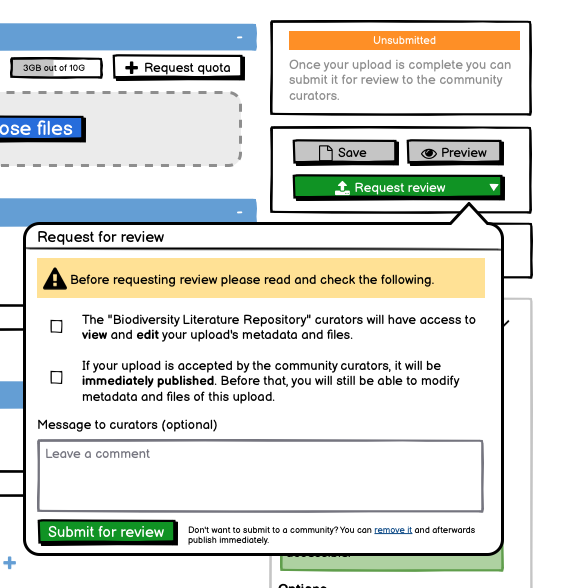 Unsubmitted
Once your upload is complete you can
submit it for review to the community
curators.
3GB out of 10G
Request quota
ose files
Save
Preview
Request review
Request for review
Before requesting review please read and check the following.
The "Biodiversity Literature Repository" curators will have access to
view and edit your upload's metadata and files.
If your upload is accepted by the community curators, it will be
immediately published. Before that, you will still be able to modify
metadata and files of this upload.
Message to curators (optional)
Leave a comment
Submit for review
Don't want to submit to a community? You can remove it and afterwards
publish immediately.
Options